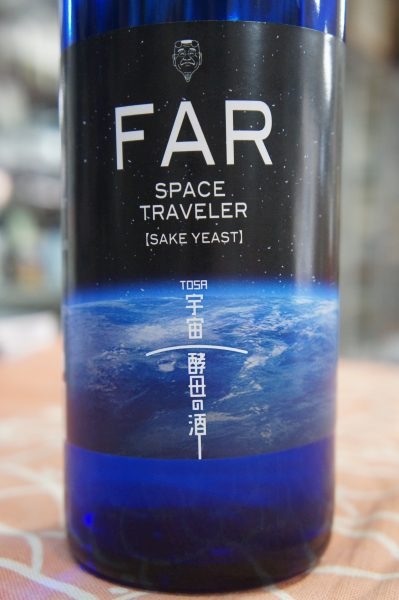 FAR
SPACE
TRAVELER
【SAKE YEAST】
TOSA
宇宙
酵母の酒